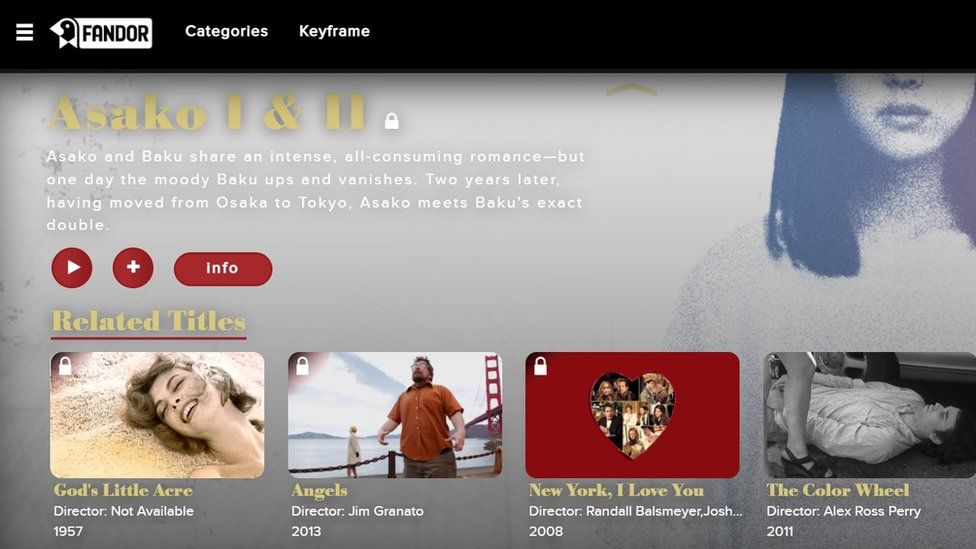 FANDOR
Categories
Keyframe
Asako I & II
Asako and Baku share an intense, all-consuming romance—but
one day the moody Baku ups and vanishes. Two years later,
having moved from Osaka to Tokyo, Asako meets Baku's exact
double.
info
Related Titles
God's Little Acre
Director: Not Available
1957
Angels
Director: Jim Granato
2013
New York, I Love You
Director: Randall Balsmeyer,Josh...
2008
The Color Wheel
Director: Alex Ross Perry
2011